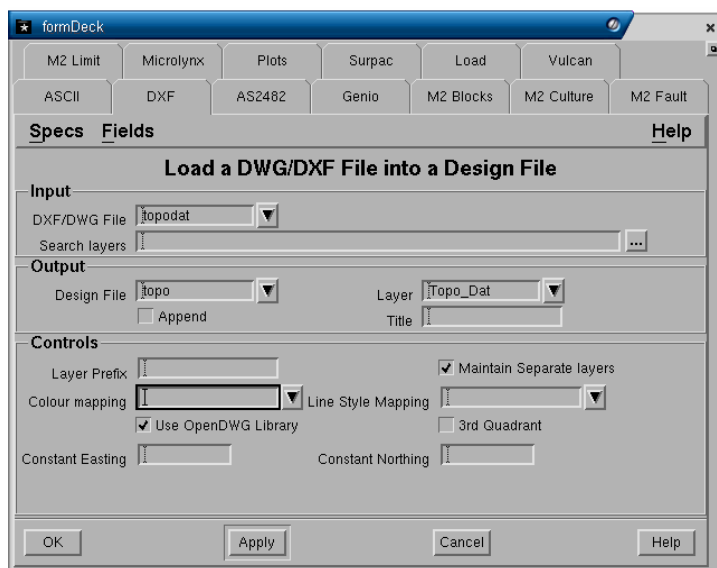 formDeck
M2 Limit Microlynx Plots Surpac Load Vulcan
ASCII DXF AS2482 Genio M2 Blocks M2 Culture M2 Fault
Specs Fields Help
Load a DWG/DXF File into a Design File
Input
DXF/DWG File topodat
Search layers ...
Output
Design File topo Layer Topo_Dat
Append Title
Controls
Layer Prefix Maintain Separate layers
Colour mapping Line Style Mapping
Use OpenDWG Library 3rd Quadrant
Constant Easting Constant Northing
OK Apply Cancel Help